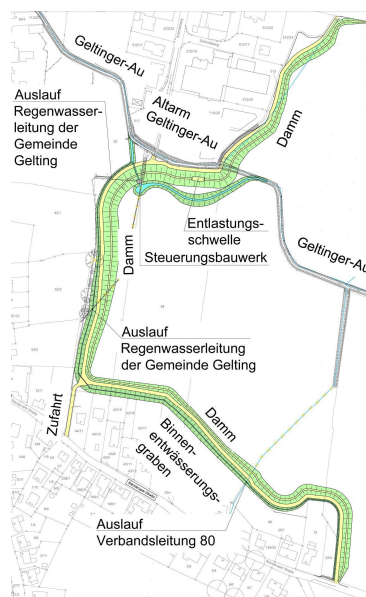 Geltinger-Au
Auslauf
Regenwasser-
leitung der
Gemeinde
Gelting
Altarm
Geltinger-Au
Damm
Entlastungs-
schwelle
Steuerungsbauwerk
Damm
Geltinger-Au
Auslauf
Regenwasserleitung
der Gemeinde Gelting
Zufahrt
Damm
Binnen-
entwässerungs-
graben
Auslauf
Verbandsleitung 80